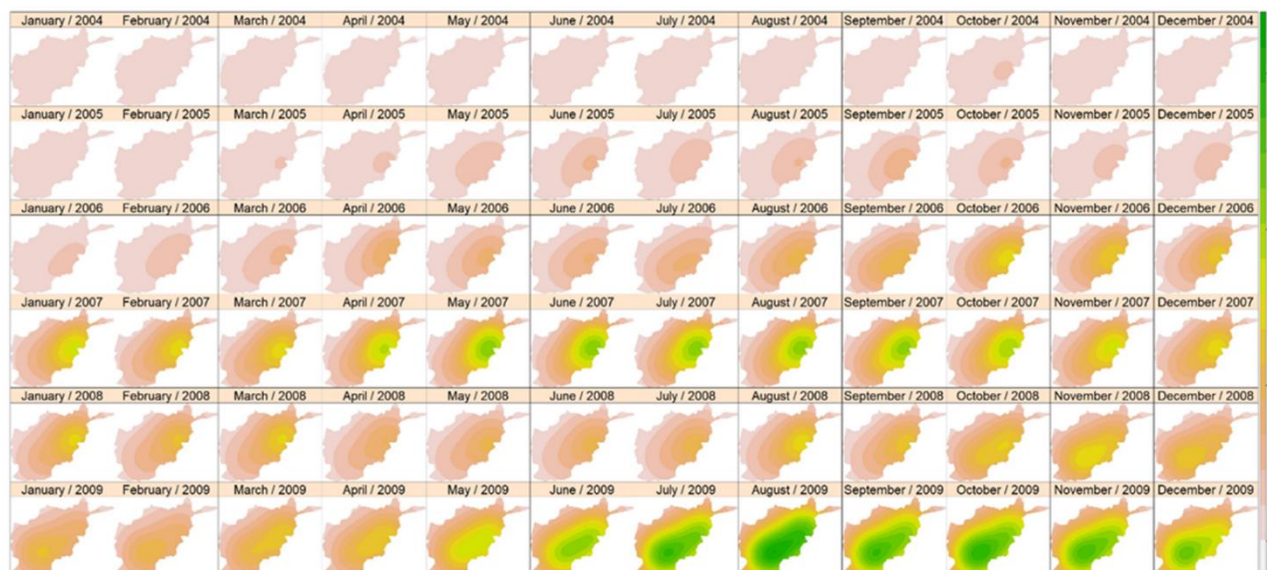 January / 2004 February / 2004 March / 2004 April / 2004 May / 2004 June / 2004 July / 2004 August / 2004 September / 2004 October / 2004 November / 2004 December / 2004
January / 2005 February / 2005 March / 2005 April / 2005 May / 2005 June / 2005 July / 2005 August / 2005 September / 2005 October / 2005 November / 2005 December / 2005
January / 2006 February / 2006 March / 2006 April / 2006 May / 2006 June / 2006 July / 2006 August / 2006 September / 2006 October / 2006 November / 2006 December / 2006
January / 2007 February / 2007 March / 2007 April / 2007 May / 2007 June / 2007 July / 2007 August / 2007 September / 2007 October / 2007 November / 2007 December / 2007
January / 2008 February / 2008 March / 2008 April / 2008 May / 2008 June / 2008 July / 2008 August / 2008 September / 2008 October / 2008 November / 2008 December / 2008
January / 2009 February / 2009 March / 2009 April / 2009 May / 2009 June / 2009 July / 2009 August / 2009 September / 2009 October / 2009 November / 2009 December / 2009